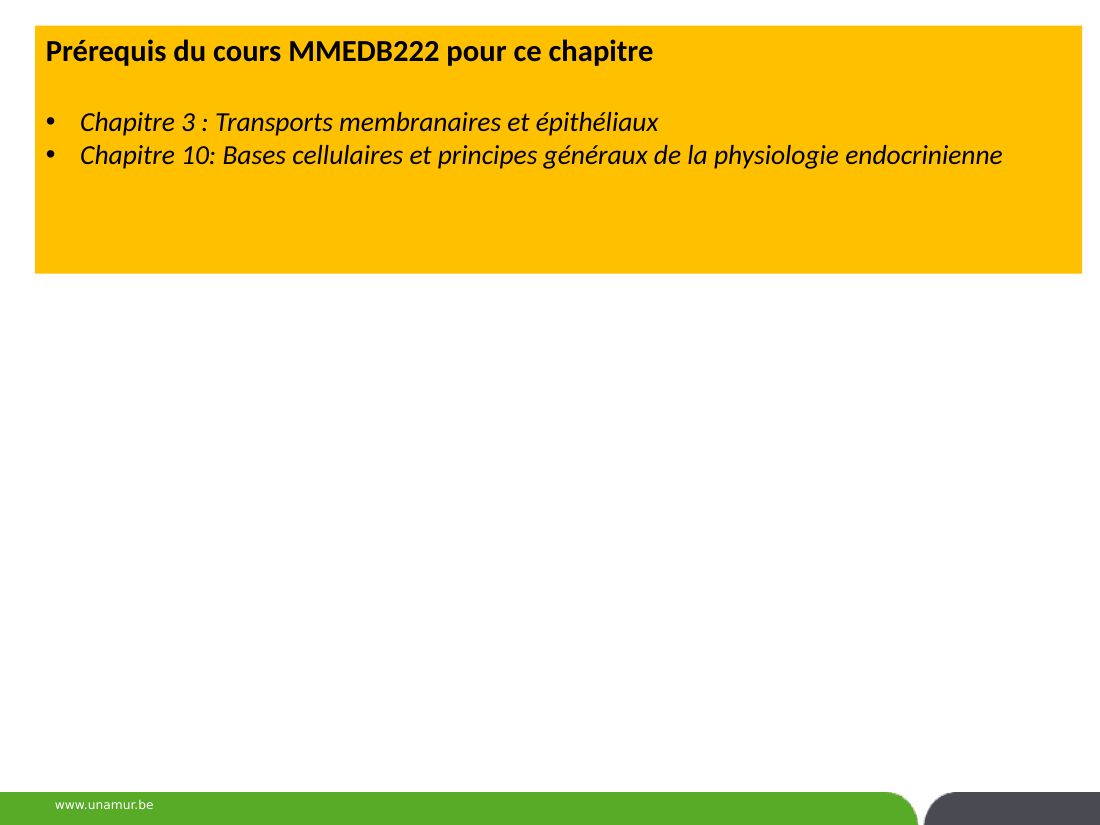 Prérequis du cours MMEDB222 pour ce chapitre
• Chapitre 3 : Transports membranaires et épithéliaux
• Chapitre 10: Bases cellulaires et principes généraux de la physiologie endocrinienne
www.unamur.be